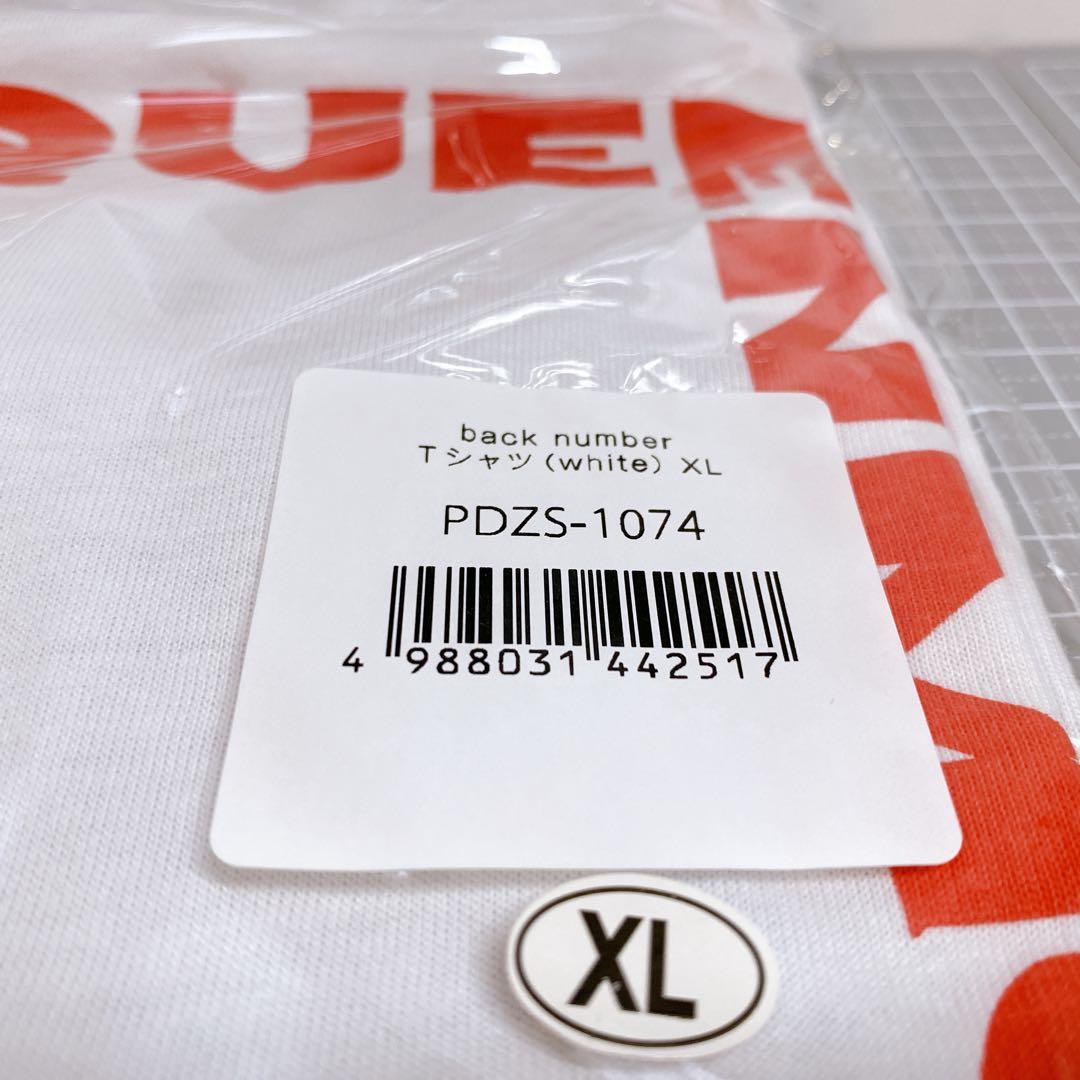 QUE
back number
Tシャツ(white) XL
PDZS-1074
4 988031 442517
XL